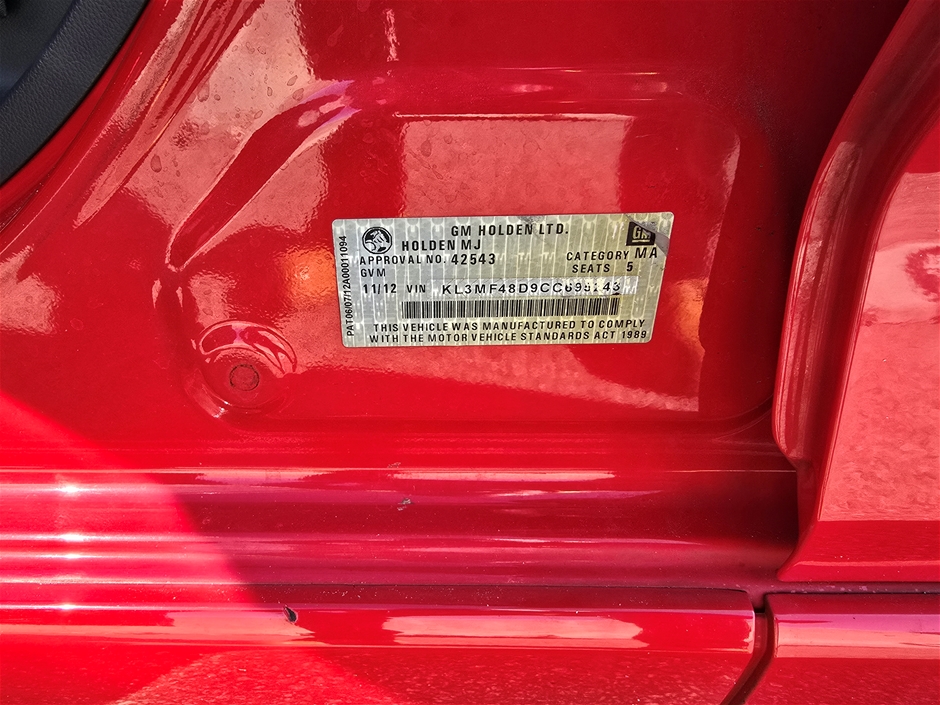 GM HOLDEN LTD.
HOLDEN MJ
GM
APPROVAL NO. 42543
CATEGORY MA
GVM
SEATS 5
11/12 VIN
THIS VEHICLE WAS MANUFACTURED TO COMPLY
WITH THE MOTOR VEHICLE STANDARDS ACT 1989
PAT06/07/12A00011094